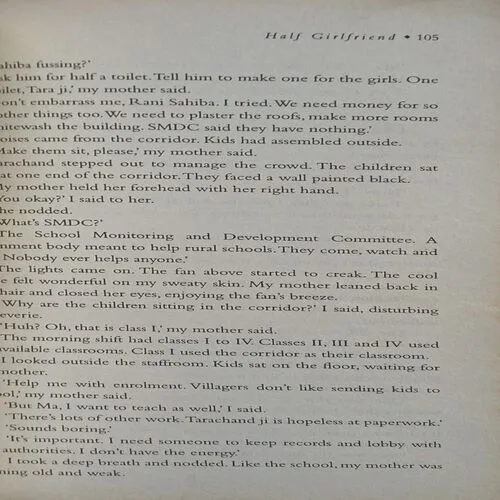 Half Girlfriend • 105
ahiba fussing?'
sk him for half a toilet. Tell him to make one for the girls. One
oilet, Tara ji,' my mother said.
on't embarrass me, Rani Sahiba. I tried. We need money for so
other things too. We need to plaster the roofs, make more rooms
hitewash the building. SMDC said they have nothing.'
oises came from the corridor. Kids had assembled outside.
Make them sit, please,' my mother said.
arachand stepped out to manage the crowd. The children sat
at one end of the corridor. They faced a wall painted black.
My mother held her forehead with her right hand.
You okay?' I said to her.
he nodded.
What's SMDC?'
The School Monitoring and Development Committee. A
nment body meant to help rural schools. They come, watch and
Nobody ever helps anyone.'
The lights came on. The fan above started to creak. The cool
e felt wonderful on my sweaty skin. My mother leaned back in
hair and closed her eyes, enjoying the fan's breeze.
Why are the children sitting in the corridor?' I said, disturbing
everie.
'Huh? Oh, that is class I,' my mother said.
The morning shift had classes I to IV. Classes II, III and IV used
available classrooms. Class I used the corridor as their classroom.
I looked outside the staffroom. Kids sat on the floor, waiting for
mother.
'Help me with enrolment. Villagers don't like sending kids to
ool,' my mother said.
'But Ma, I want to teach as well,' I said.
'There's lots of other work. Tarachand ji is hopeless at paperwork.'
'Sounds boring.'
'It's important. I need someone to keep records and lobby with
authorities. I don't have the energy.'
I took a deep breath and nodded. Like the school, my mother was
ning old and weak.